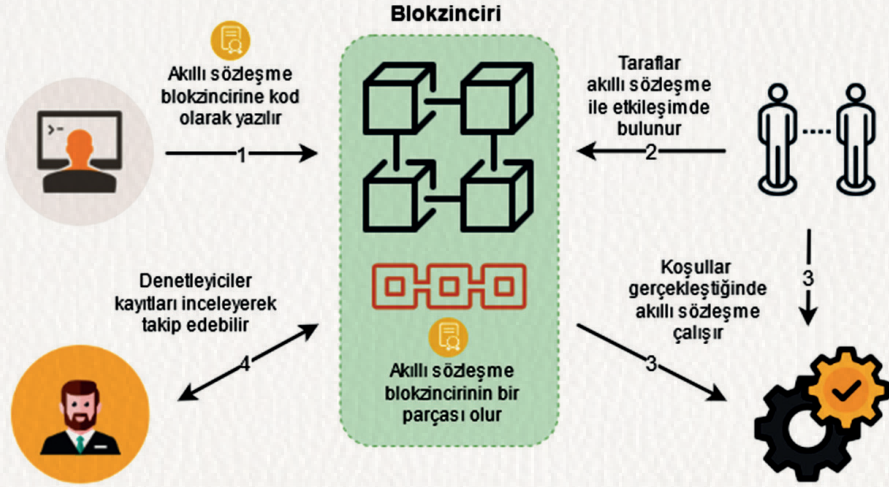 Blokzinciri
Akıllı sözleşme
blokzincirine kod
olarak yazılır
1
>-
Taraflar
akıllı sözleşme
ile etkileşimde
bulunur
2
Denetleyiciler
kayıtları inceleyerek
takip edebilir
4
Akıllı sözleşme
blokzincirinin bir
parçası olur
Koşullar
gerçekleştiğinde
akıllı sözleşme
çalışır
3
3